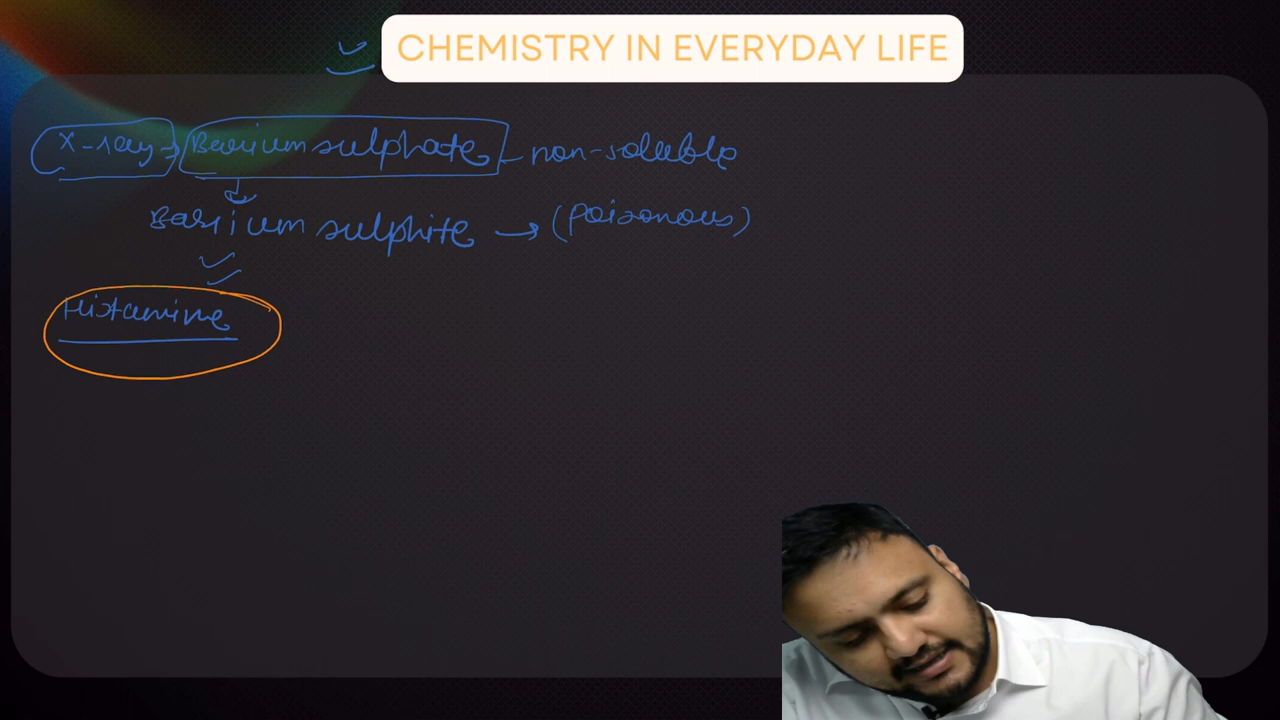 CHEMISTRY IN EVERYDAY LIFE
X-ray → Barium sulphate - non-soluble
Barium sulphite → (Poisonous)
Histamine